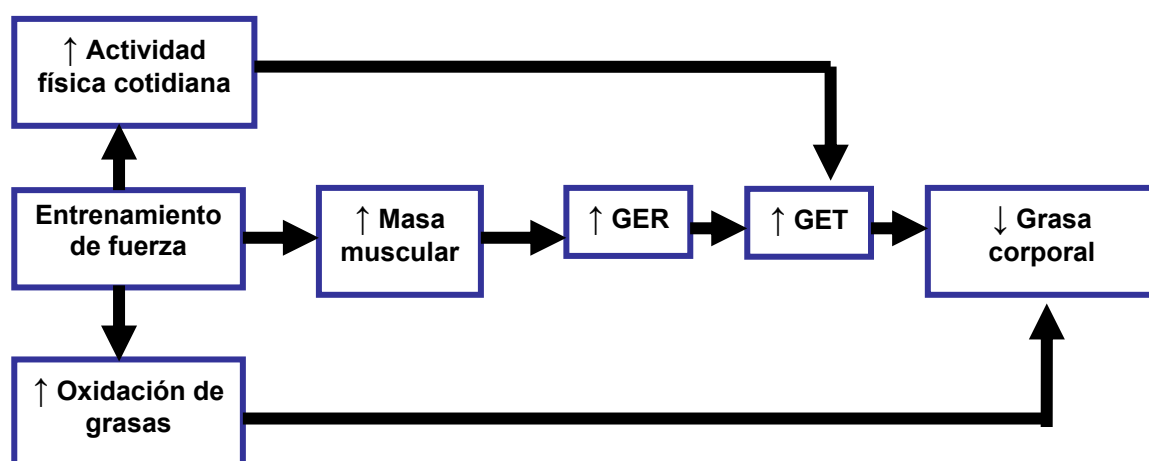 ↑ Actividad
física cotidiana
Entrenamiento
de fuerza
↑ Masa
muscular
↑ GER
↑ GET
↓ Grasa
corporal
↑ Oxidación de
grasas